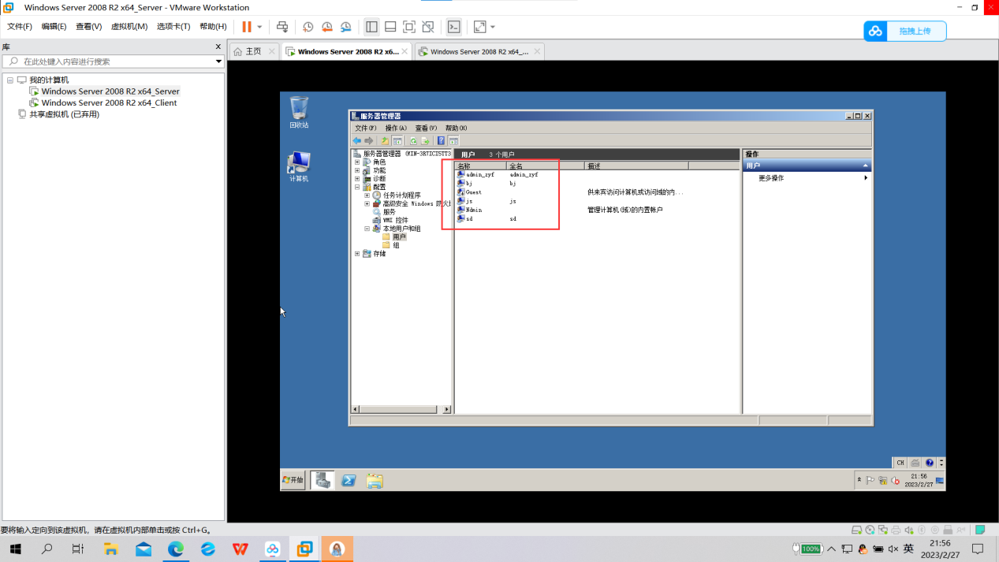 Windows Server 2008 R2 x64_Server - VMware Workstation
文件(F) 编辑(E) 查看(V) 虚拟机(M) 选项卡(T) 帮助(H)
拖拽上传
库
在此处键入内容进行搜索
主页
Windows Server 2008 R2 x6...
Windows Server 2008 R2 x64_...
我的计算机
Windows Server 2008 R2 x64_Server
Windows Server 2008 R2 x64_Client
共享虚拟机 (已弃用)
回收站
计算机
服务器管理器
文件(F) 操作(A) 查看(V) 帮助(H)
服务器管理器 (WIN-3R7ICI5TT3
角色
功能
诊断
配置
任务计划程序
高级安全 Windows 防火墙
服务
WMI 控件
本地用户和组
用户
组
存储
用户 3 个用户
名称 全名 描述
admin_zyf admin_zyf
bj bj
Guest 供来宾访问计算机或访问域的内...
js js
Ndmin 管理计算机(域)的内置帐户
sd sd
操作
用户
更多操作
CH
开始
21:56
2023/2/27
要将输入定向到该虚拟机，请在虚拟机内部单击或按 Ctrl+G。
100%
英
21:56
2023/2/27